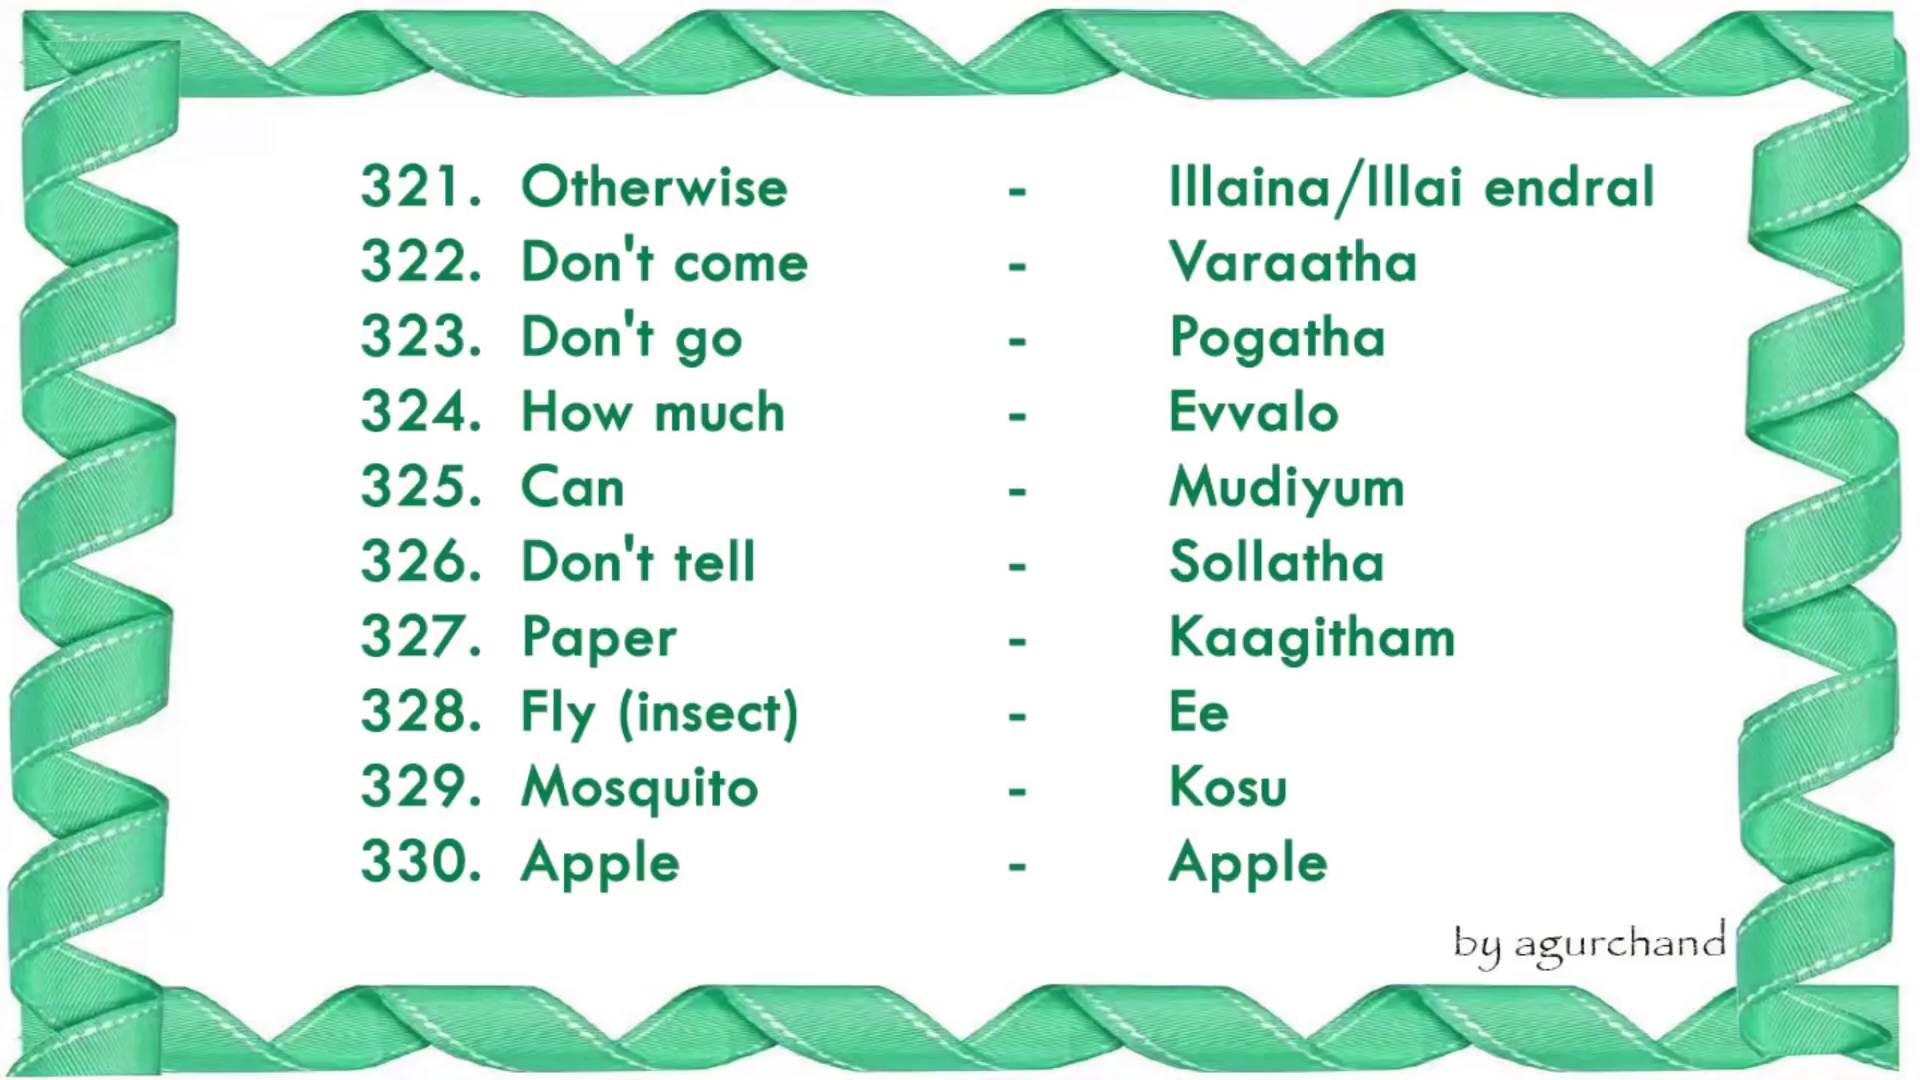 321. Otherwise - Illaina/Illai endral
322. Don't come - Varaatha
323. Don't go - Pogatha
324. How much - Evvalo
325. Can - Mudiyum
326. Don't tell - Sollatha
327. Paper - Kaagitham
328. Fly (insect) - Ee
329. Mosquito - Kosu
330. Apple - Apple
by agurchand